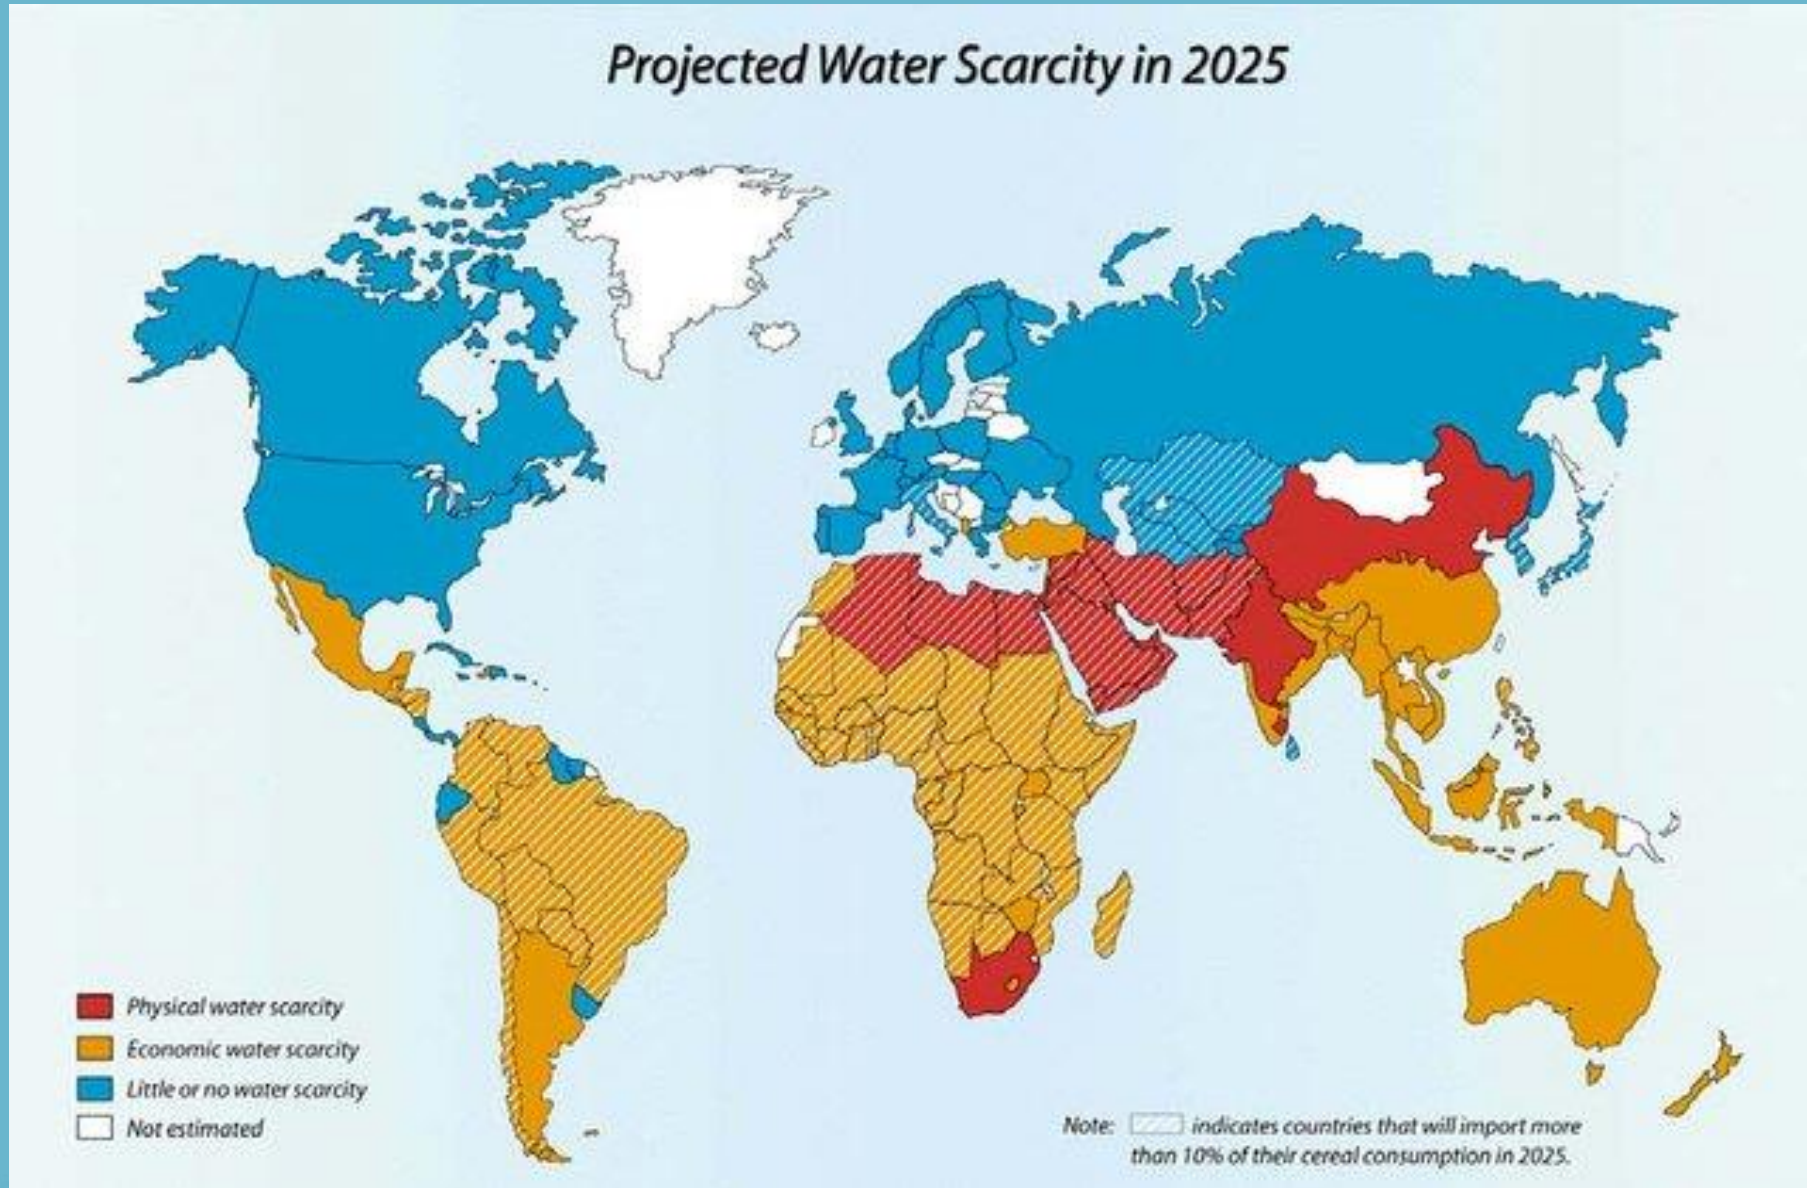 Projected Water Scarcity in 2025
Physical water scarcity
Economic water scarcity
Little or no water scarcity
Not estimated
Note: indicates countries that will import more
than 10% of their cereal consumption in 2025.